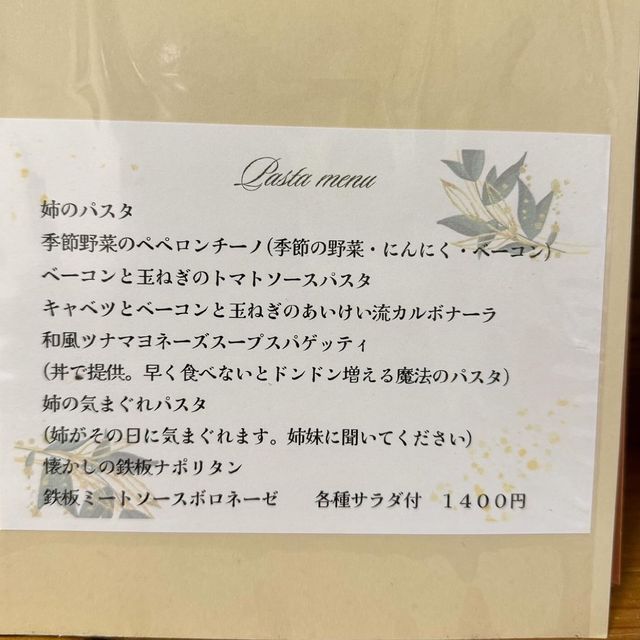 Pasta menu
姉のパスタ
季節野菜のペペロンチーノ(季節の野菜・にんにく・ベーコン)
ベーコンと玉ねぎのトマトソースパスタ
キャベツとベーコンと玉ねぎのあいけい流カルボナーラ
和風ツナマヨネーズスープスパゲッティ
(丼で提供。早く食べないとドンドン増える魔法のパスタ)
姉の気まぐれパスタ
(姉がその日に気まぐれます。姉妹に聞いてください)
懐かしの鉄板ナポリタン
鉄板ミートソースボロネーゼ　　各種サラダ付　１４００円